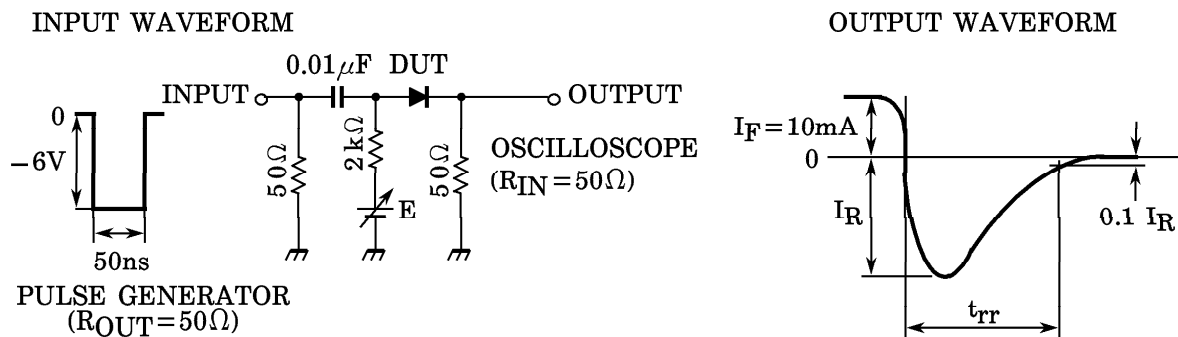 INPUT WAVEFORM
0
−6V
50ns
PULSE GENERATOR
(ROUT=50Ω)
0.01μF DUT
INPUT
OUTPUT
50Ω
2kΩ
E
50Ω
OSCILLOSCOPE
(RIN=50Ω)
OUTPUT WAVEFORM
IF=10mA
0
IR
0.1 IR
trr